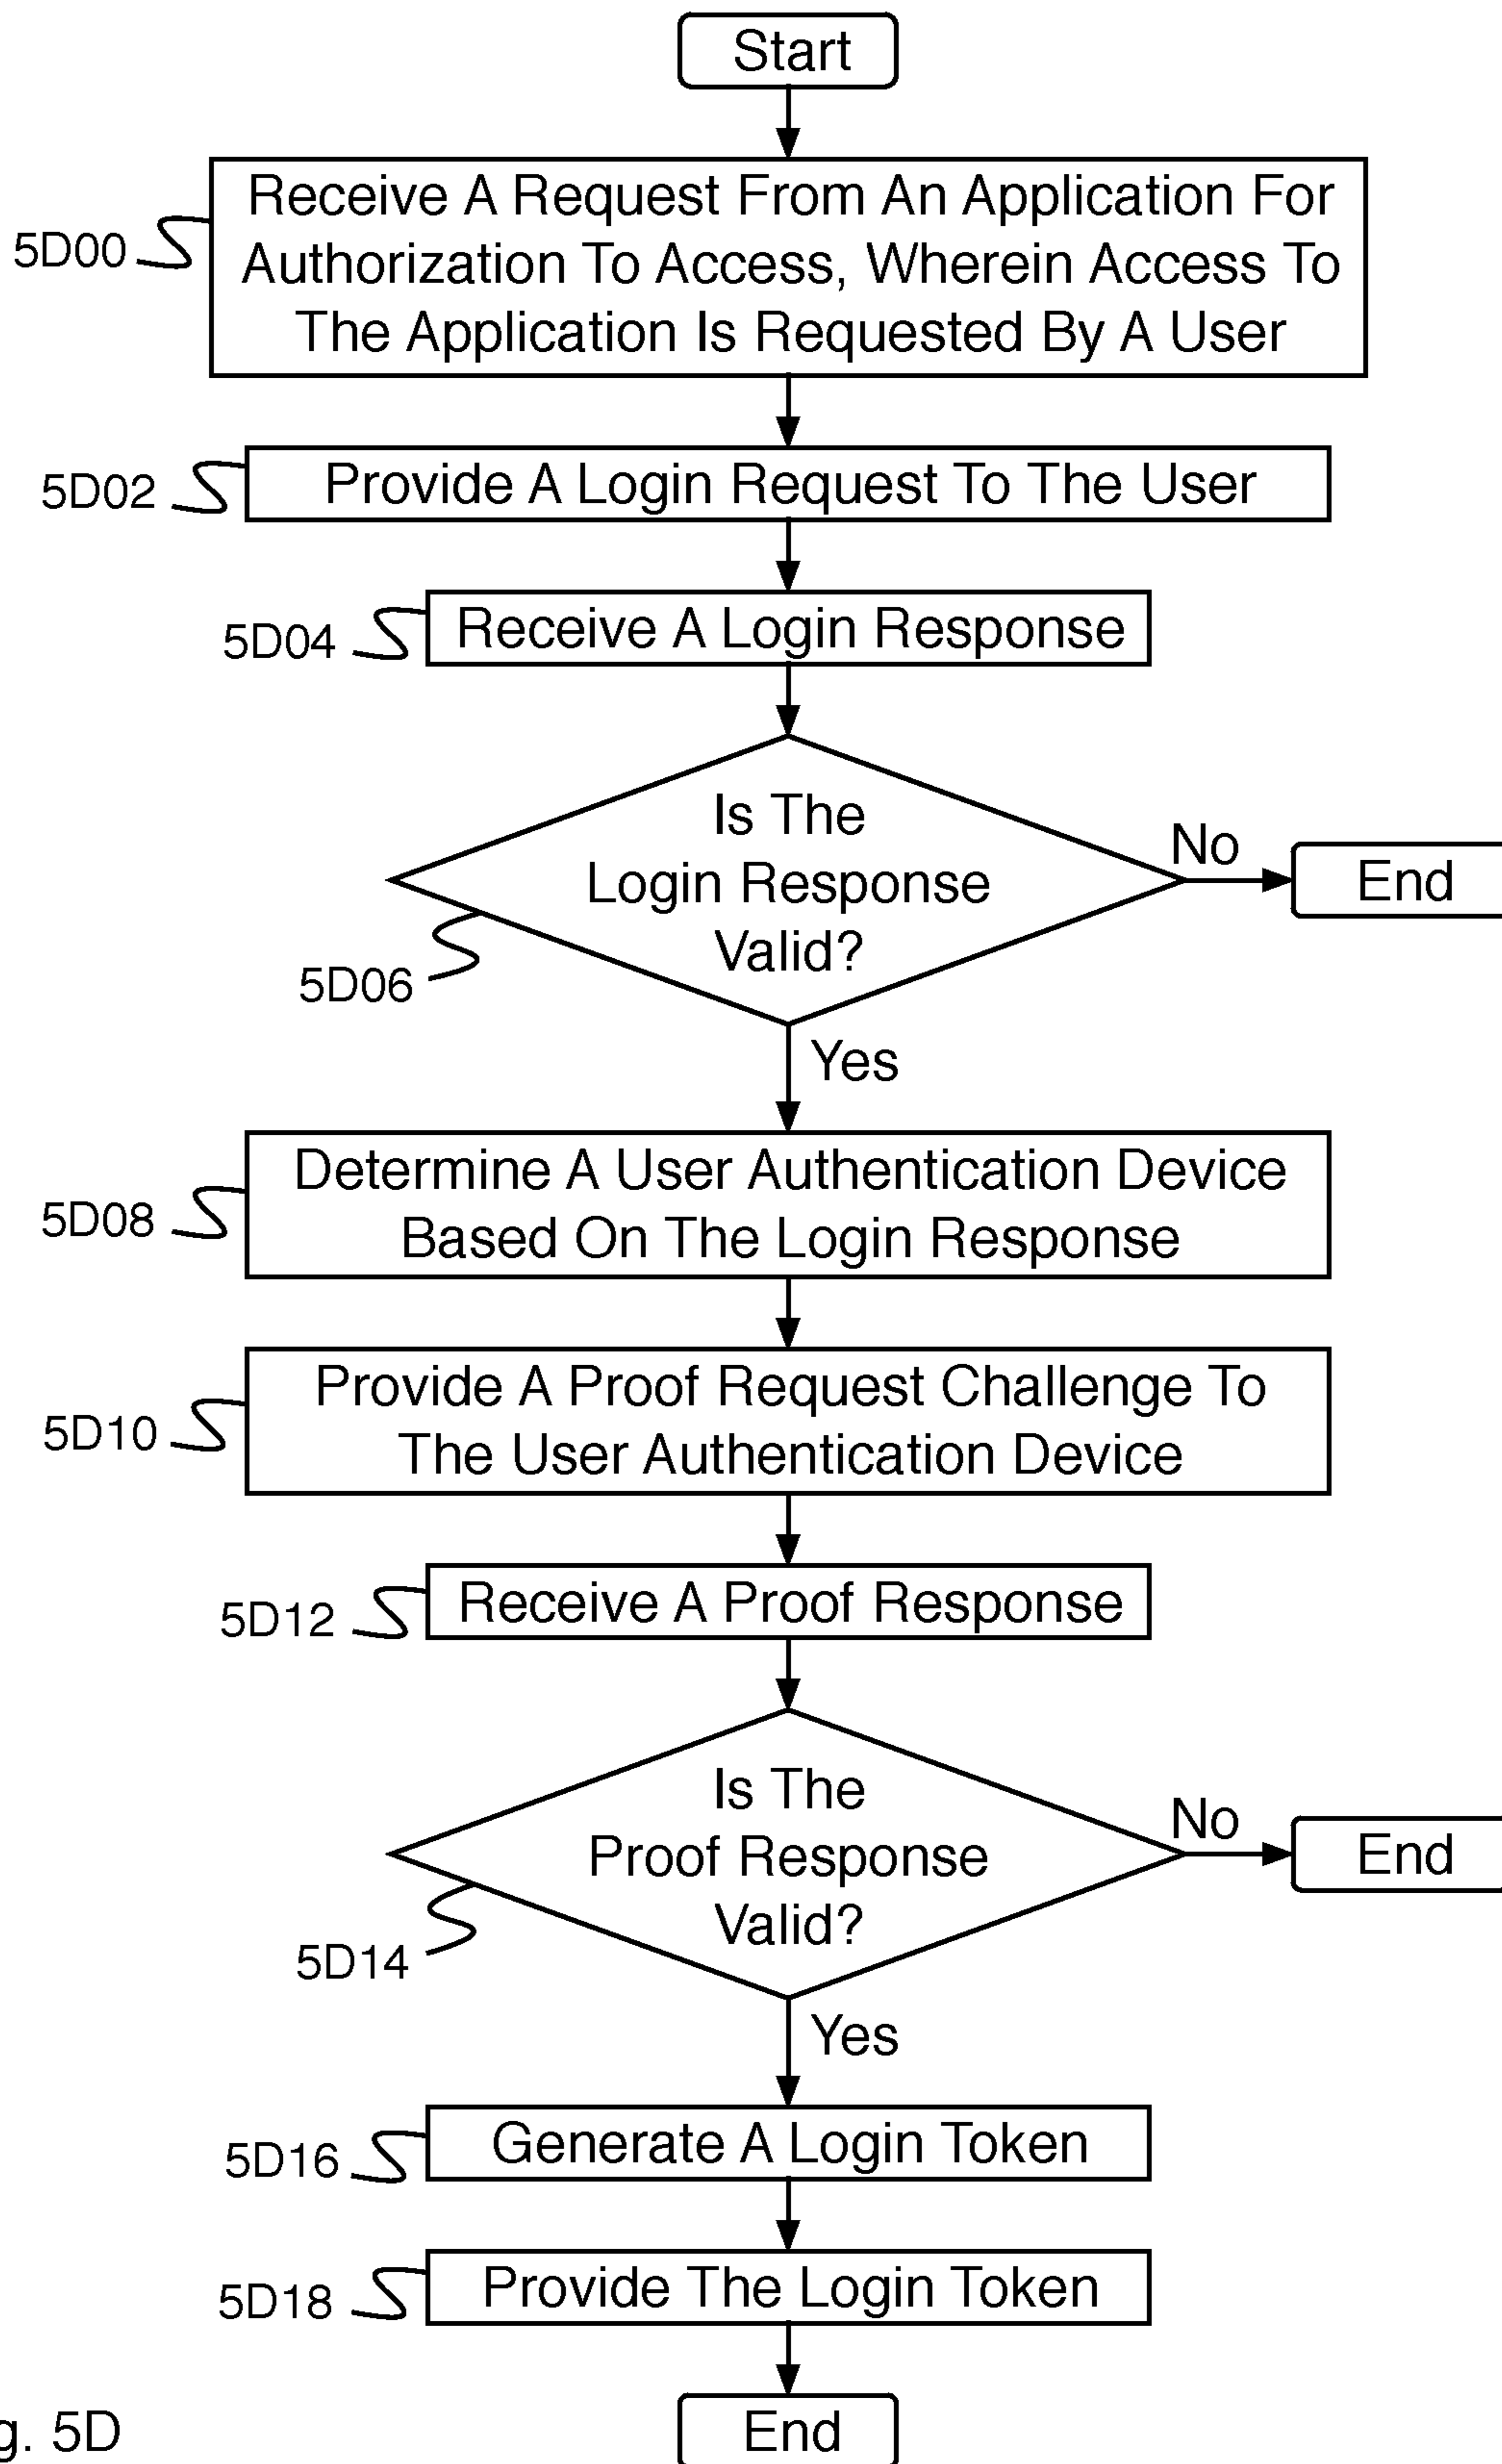 Start
Receive A Request From An Application For
Authorization To Access, Wherein Access To
The Application Is Requested By A User
5D00
Provide A Login Request To The User
5D02
Receive A Login Response
5D04
Is The
Login Response
Valid?
No
End
5D06
Yes
Determine A User Authentication Device
Based On The Login Response
5D08
Provide A Proof Request Challenge To
The User Authentication Device
5D10
Receive A Proof Response
5D12
Is The
Proof Response
Valid?
No
End
5D14
Yes
Generate A Login Token
5D16
Provide The Login Token
5D18
End
g. 5D